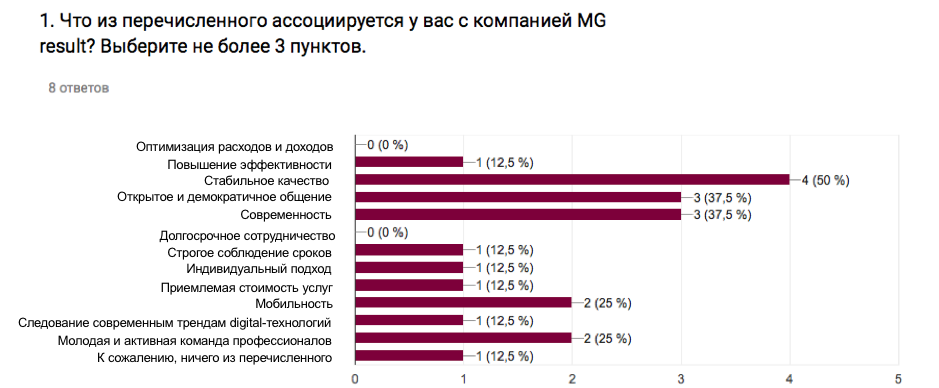 1. Что из перечисленного ассоциируется у вас с компанией MG
result? Выберите не более 3 пунктов.
8 ответов
Оптимизация расходов и доходов 0 (0 %)
Повышение эффективности 1 (12,5 %)
Стабильное качество 4 (50 %)
Открытое и демократичное общение 3 (37,5 %)
Современность 3 (37,5 %)
Долгосрочное сотрудничество 0 (0 %)
Строгое соблюдение сроков 1 (12,5 %)
Индивидуальный подход 1 (12,5 %)
Приемлемая стоимость услуг 1 (12,5 %)
Мобильность 2 (25 %)
Следование современным трендам digital-технологий 1 (12,5 %)
Молодая и активная команда профессионалов 2 (25 %)
К сожалению, ничего из перечисленного 1 (12,5 %)
0 1 2 3 4 5